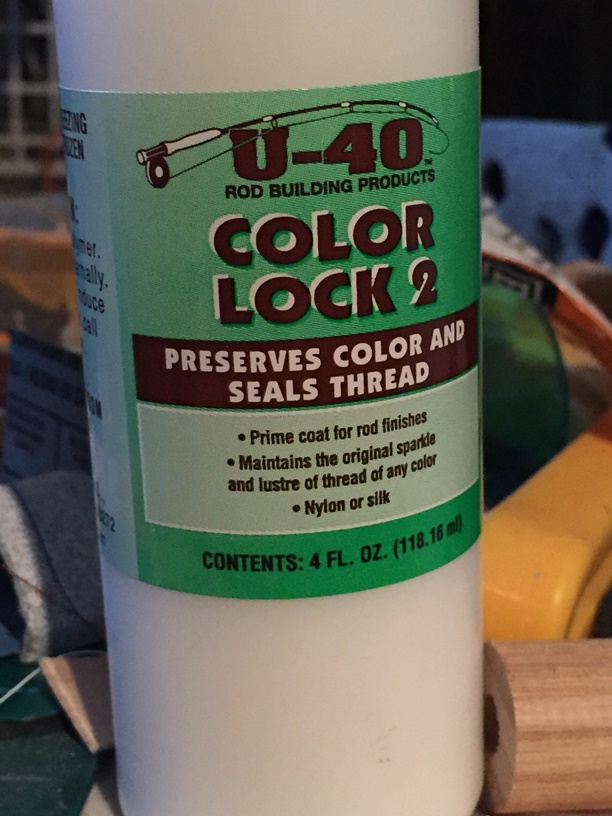 U-40™
ROD BUILDING PRODUCTS
COLOR
LOCK 2
PRESERVES COLOR AND
SEALS THREAD
• Prime coat for rod finishes
• Maintains the original sparkle
and lustre of thread of any color
• Nylon or silk
CONTENTS: 4 FL. OZ. (118.16 ml)